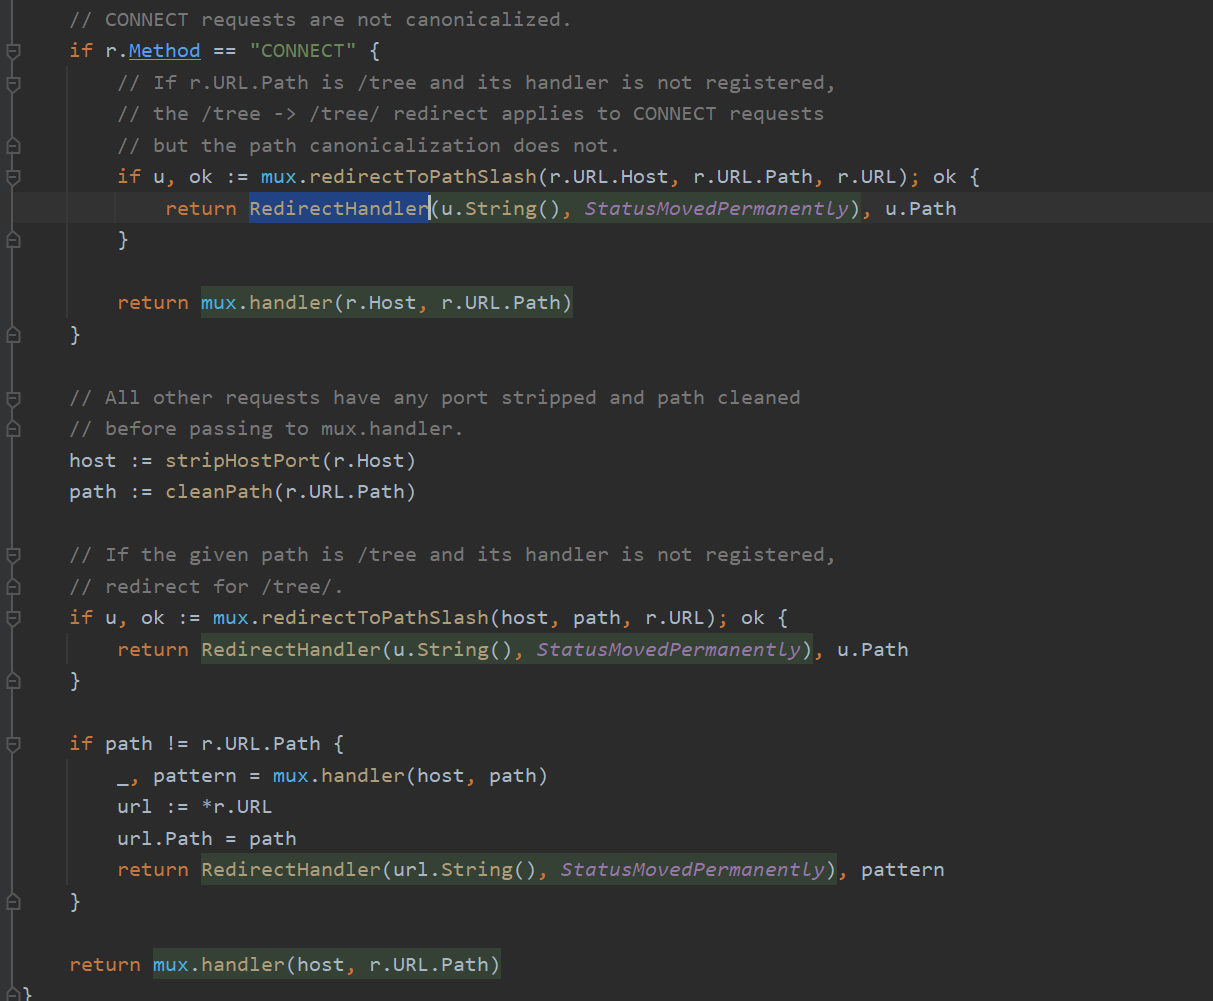 // CONNECT requests are not canonicalized.
if r.Method == "CONNECT" {
// If r.URL.Path is /tree and its handler is not registered,
// the /tree -> /tree/ redirect applies to CONNECT requests
// but the path canonicalization does not.
if u, ok := mux.redirectToPathSlash(r.URL.Host, r.URL.Path, r.URL); ok {
return RedirectHandler(u.String(), StatusMovedPermanently), u.Path
}
return mux.handler(r.Host, r.URL.Path)
}
// All other requests have any port stripped and path cleaned
// before passing to mux.handler.
host := stripHostPort(r.Host)
path := cleanPath(r.URL.Path)
// If the given path is /tree and its handler is not registered,
// redirect for /tree/.
if u, ok := mux.redirectToPathSlash(host, path, r.URL); ok {
return RedirectHandler(u.String(), StatusMovedPermanently), u.Path
}
if path != r.URL.Path {
_, pattern = mux.handler(host, path)
url := *r.URL
url.Path = path
return RedirectHandler(url.String(), StatusMovedPermanently), pattern
}
return mux.handler(host, r.URL.Path)
}